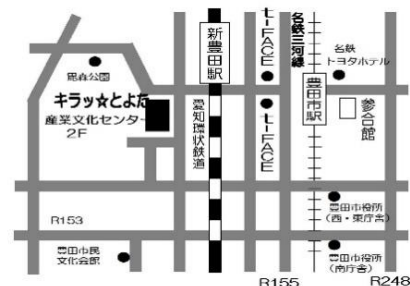 新豊田駅
t-FACE
名鉄三河線
名鉄
トヨタホテル
児ノ口公園
キラッ☆とよた
産業文化センター
2F
愛知環状鉄道
t-FACE
豊田市駅
参合館
R153
豊田市役所
(西・東庁舎)
豊田市民
文化会館
豊田市役所
(南庁舎)
R155
R248